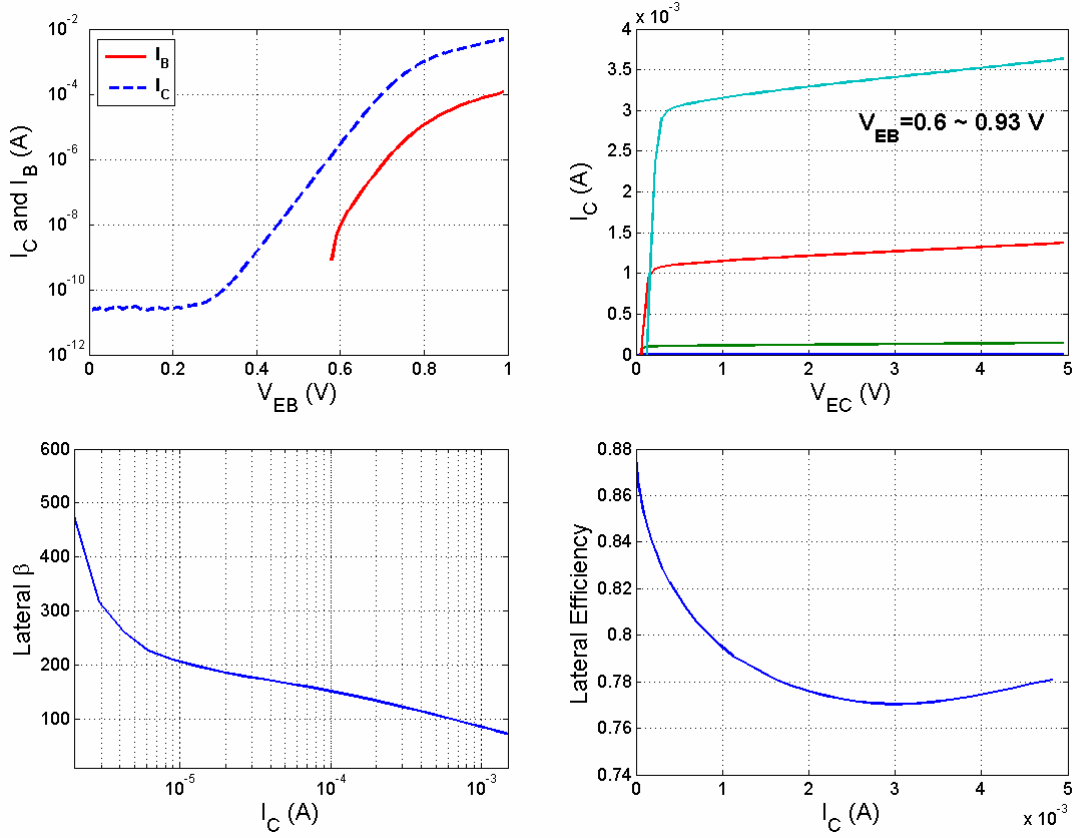 10^-2
10^-4
10^-6
10^-8
10^-10
10^-12
I_C and I_B (A)
I_B
I_C
0 0.2 0.4 0.6 0.8 1
V_EB (V)
x 10^-3
4
3.5
3
2.5
2
1.5
1
0.5
0
I_C (A)
V_EB=0.6 ~ 0.93 V
0 1 2 3 4 5
V_EC (V)
600
500
400
300
200
100
Lateral β
10^-5 10^-4 10^-3
I_C (A)
0.88
0.86
0.84
0.82
0.8
0.78
0.76
0.74
Lateral Efficiency
0 1 2 3 4 5
I_C (A)
x 10^-3